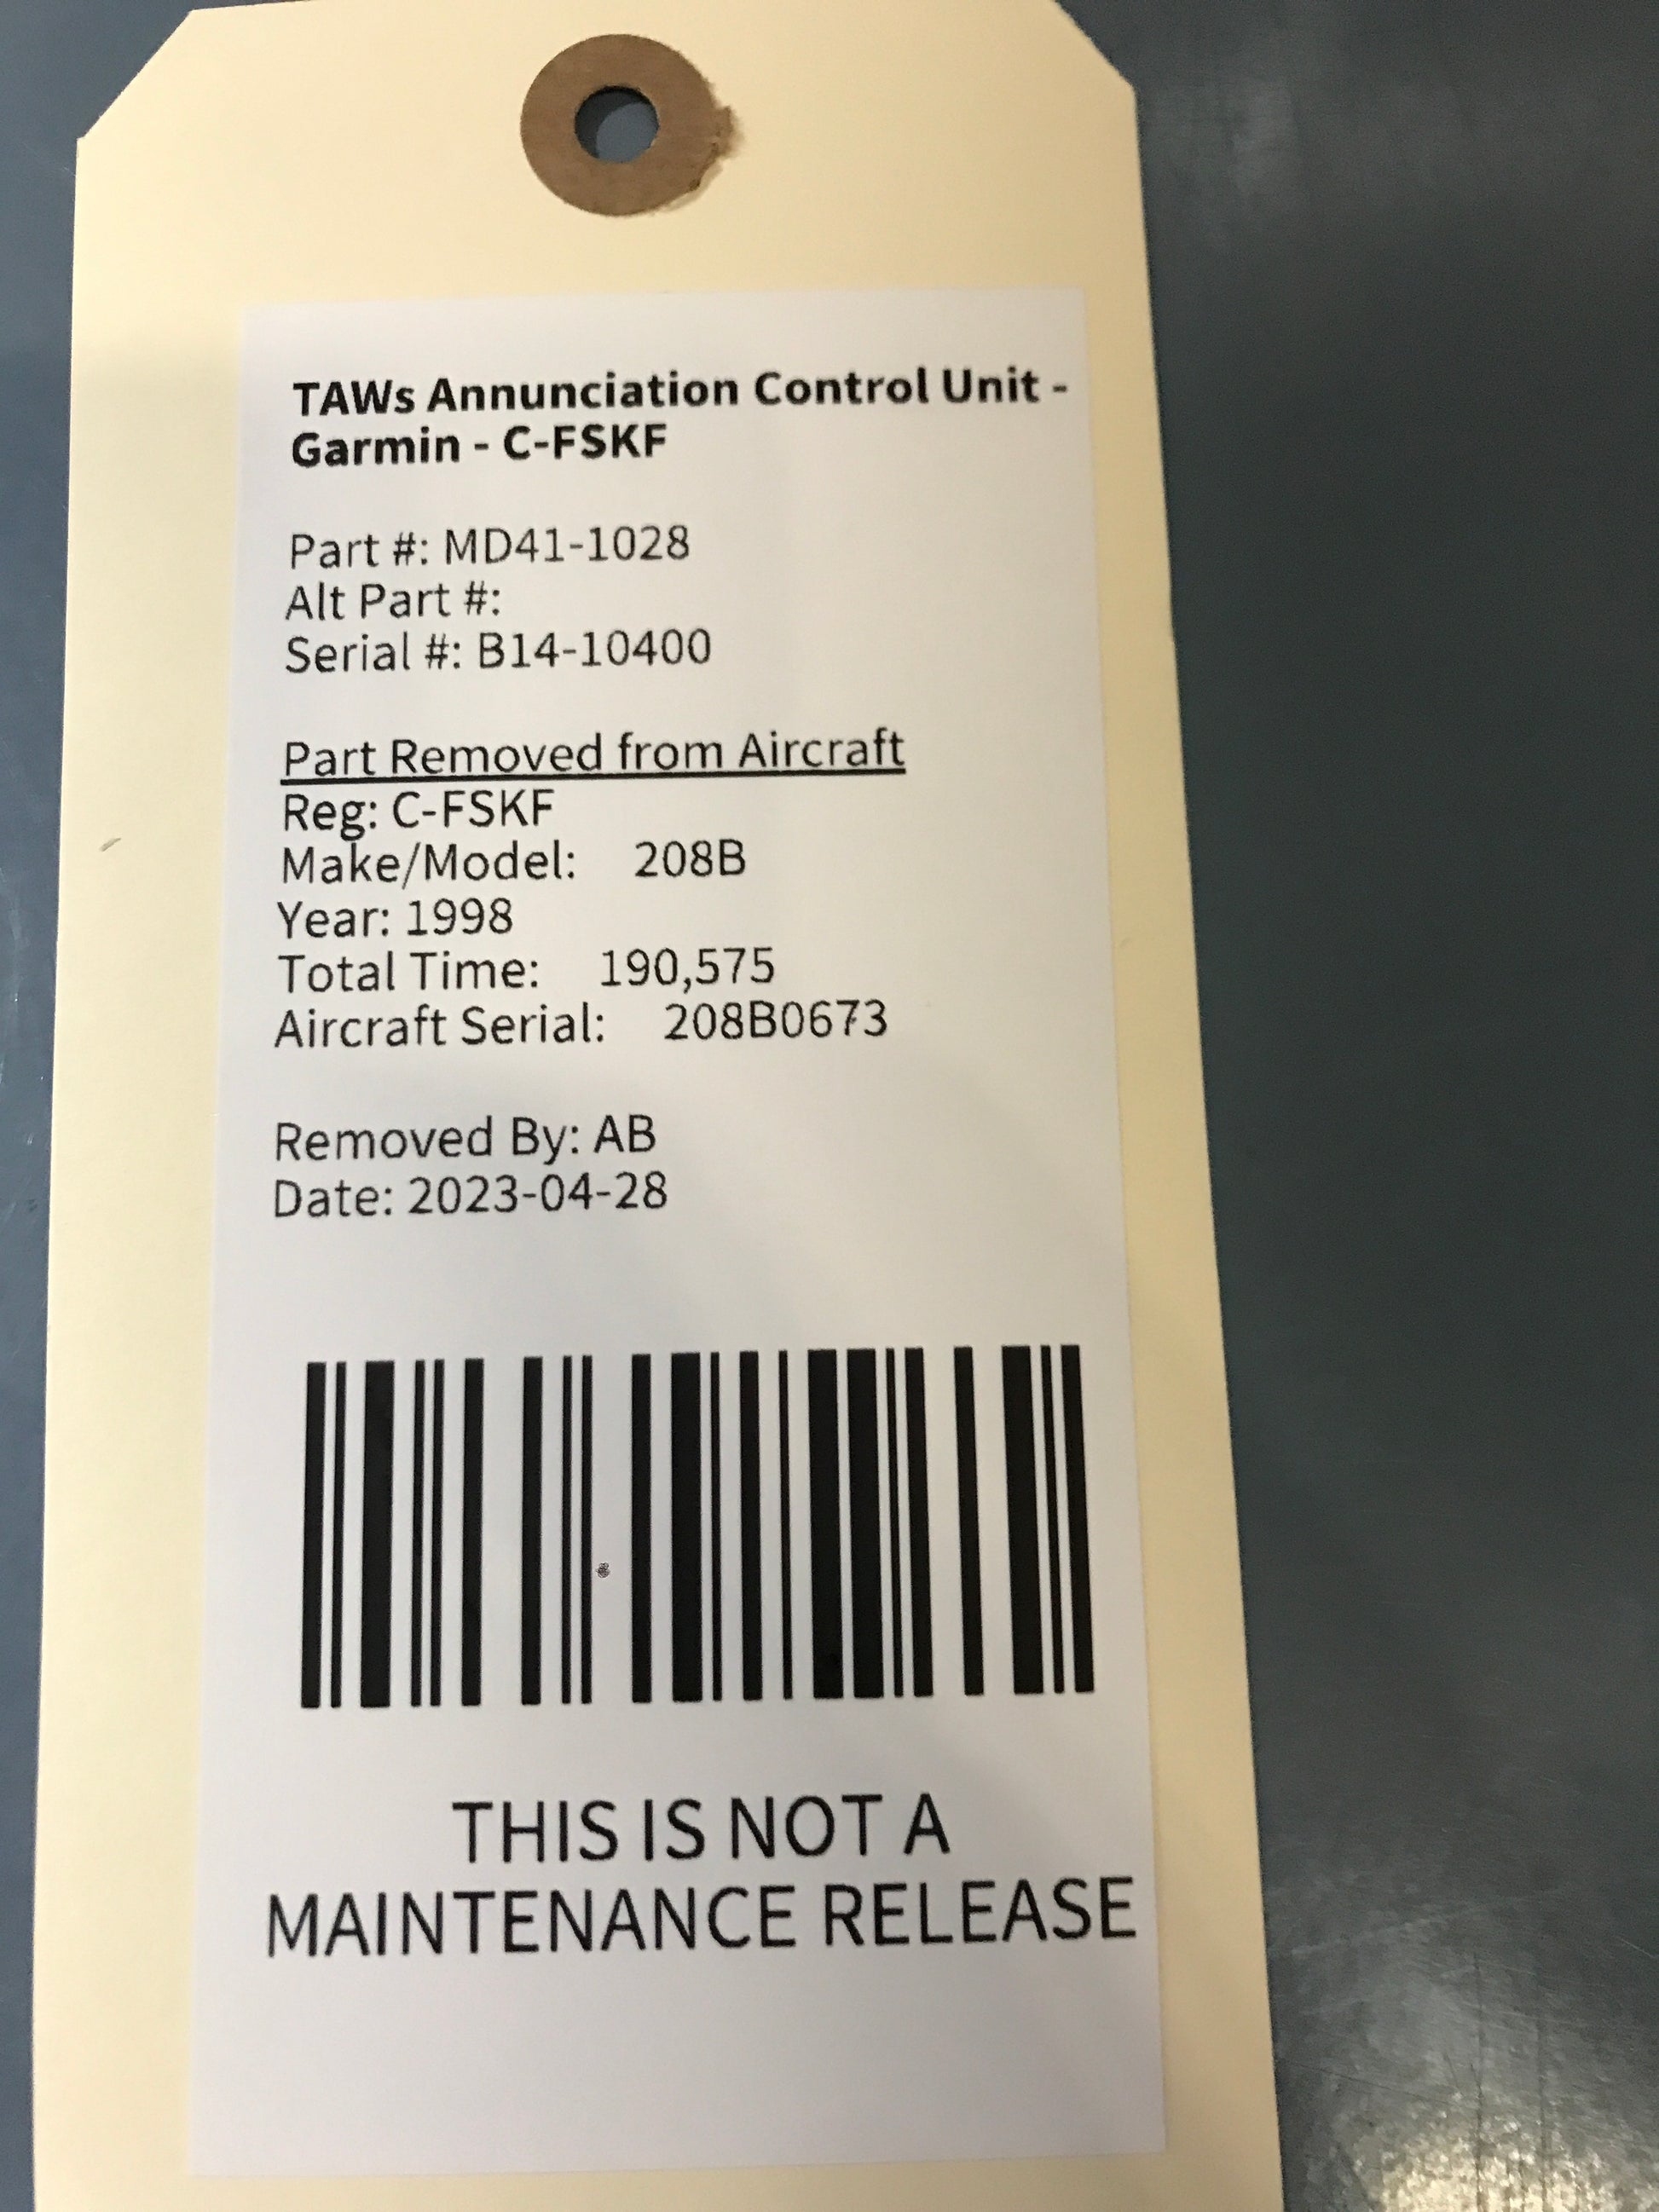 TAWs Annunciation Control Unit -
Garmin - C-FSKF
Part #: MD41-1028
Alt Part #:
Serial #: B14-10400
Part Removed from Aircraft
Reg: C-FSKF
Make/Model: 208B
Year: 1998
Total Time: 190,575
Aircraft Serial: 208B0673
Removed By: AB
Date: 2023-04-28
THIS IS NOT A
MAINTENANCE RELEASE